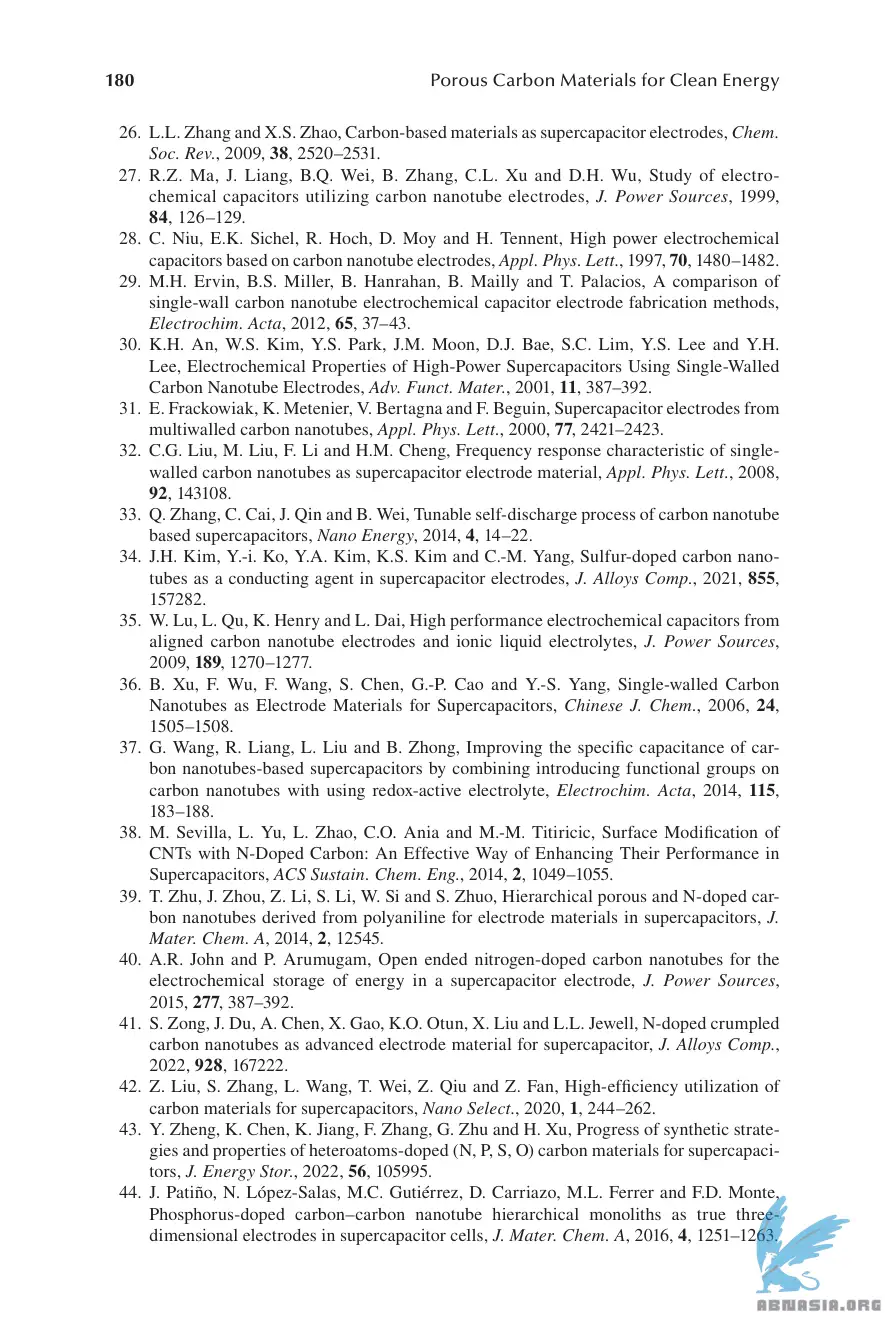 180 Porous Carbon Materials for Clean Energy
26. L.L. Zhang and X.S. Zhao, Carbon-based materials as supercapacitor electrodes, Chem.
Soc. Rev., 2009, 38, 2520–2531.
27. R.Z. Ma, J. Liang, B.Q. Wei, B. Zhang, C.L. Xu and D.H. Wu, Study of electro-
chemical capacitors utilizing carbon nanotube electrodes, J. Power Sources, 1999,
84, 126–129.
28. C. Niu, E.K. Sichel, R. Hoch, D. Moy and H. Tennent, High power electrochemical
capacitors based on carbon nanotube electrodes, Appl. Phys. Lett., 1997, 70, 1480–1482.
29. M.H. Ervin, B.S. Miller, B. Hanrahan, B. Mailly and T. Palacios, A comparison of
single-wall carbon nanotube electrochemical capacitor electrode fabrication methods,
Electrochim. Acta, 2012, 65, 37–43.
30. K.H. An, W.S. Kim, Y.S. Park, J.M. Moon, D.J. Bae, S.C. Lim, Y.S. Lee and Y.H.
Lee, Electrochemical Properties of High-Power Supercapacitors Using Single-Walled
Carbon Nanotube Electrodes, Adv. Funct. Mater., 2001, 11, 387–392.
31. E. Frackowiak, K. Metenier, V. Bertagna and F. Beguin, Supercapacitor electrodes from
multiwalled carbon nanotubes, Appl. Phys. Lett., 2000, 77, 2421–2423.
32. C.G. Liu, M. Liu, F. Li and H.M. Cheng, Frequency response characteristic of single-
walled carbon nanotubes as supercapacitor electrode material, Appl. Phys. Lett., 2008,
92, 143108.
33. Q. Zhang, C. Cai, J. Qin and B. Wei, Tunable self-discharge process of carbon nanotube
based supercapacitors, Nano Energy, 2014, 4, 14–22.
34. J.H. Kim, Y.-i. Ko, Y.A. Kim, K.S. Kim and C.-M. Yang, Sulfur-doped carbon nano-
tubes as a conducting agent in supercapacitor electrodes, J. Alloys Comp., 2021, 855,
157282.
35. W. Lu, L. Qu, K. Henry and L. Dai, High performance electrochemical capacitors from
aligned carbon nanotube electrodes and ionic liquid electrolytes, J. Power Sources,
2009, 189, 1270–1277.
36. B. Xu, F. Wu, F. Wang, S. Chen, G.-P. Cao and Y.-S. Yang, Single-walled Carbon
Nanotubes as Electrode Materials for Supercapacitors, Chinese J. Chem., 2006, 24,
1505–1508.
37. G. Wang, R. Liang, L. Liu and B. Zhong, Improving the specific capacitance of car-
bon nanotubes-based supercapacitors by combining introducing functional groups on
carbon nanotubes with using redox-active electrolyte, Electrochim. Acta, 2014, 115,
183–188.
38. M. Sevilla, L. Yu, L. Zhao, C.O. Ania and M.-M. Titiricic, Surface Modification of
CNTs with N-Doped Carbon: An Effective Way of Enhancing Their Performance in
Supercapacitors, ACS Sustain. Chem. Eng., 2014, 2, 1049–1055.
39. T. Zhu, J. Zhou, Z. Li, S. Li, W. Si and S. Zhuo, Hierarchical porous and N-doped car-
bon nanotubes derived from polyaniline for electrode materials in supercapacitors, J.
Mater. Chem. A, 2014, 2, 12545.
40. A.R. John and P. Arumugam, Open ended nitrogen-doped carbon nanotubes for the
electrochemical storage of energy in a supercapacitor electrode, J. Power Sources,
2015, 277, 387–392.
41. S. Zong, J. Du, A. Chen, X. Gao, K.O. Otun, X. Liu and L.L. Jewell, N-doped crumpled
carbon nanotubes as advanced electrode material for supercapacitor, J. Alloys Comp.,
2022, 928, 167222.
42. Z. Liu, S. Zhang, L. Wang, T. Wei, Z. Qiu and Z. Fan, High-efficiency utilization of
carbon materials for supercapacitors, Nano Select., 2020, 1, 244–262.
43. Y. Zheng, K. Chen, K. Jiang, F. Zhang, G. Zhu and H. Xu, Progress of synthetic strate-
gies and properties of heteroatoms-doped (N, P, S, O) carbon materials for supercapaci-
tors, J. Energy Stor., 2022, 56, 105995.
44. J. Patiño, N. López-Salas, M.C. Gutiérrez, D. Carriazo, M.L. Ferrer and F.D. Monte,
Phosphorus-doped carbon–carbon nanotube hierarchical monoliths as true three-
dimensional electrodes in supercapacitor cells, J. Mater. Chem. A, 2016, 4, 1251–1263.
ABNASIA.ORG